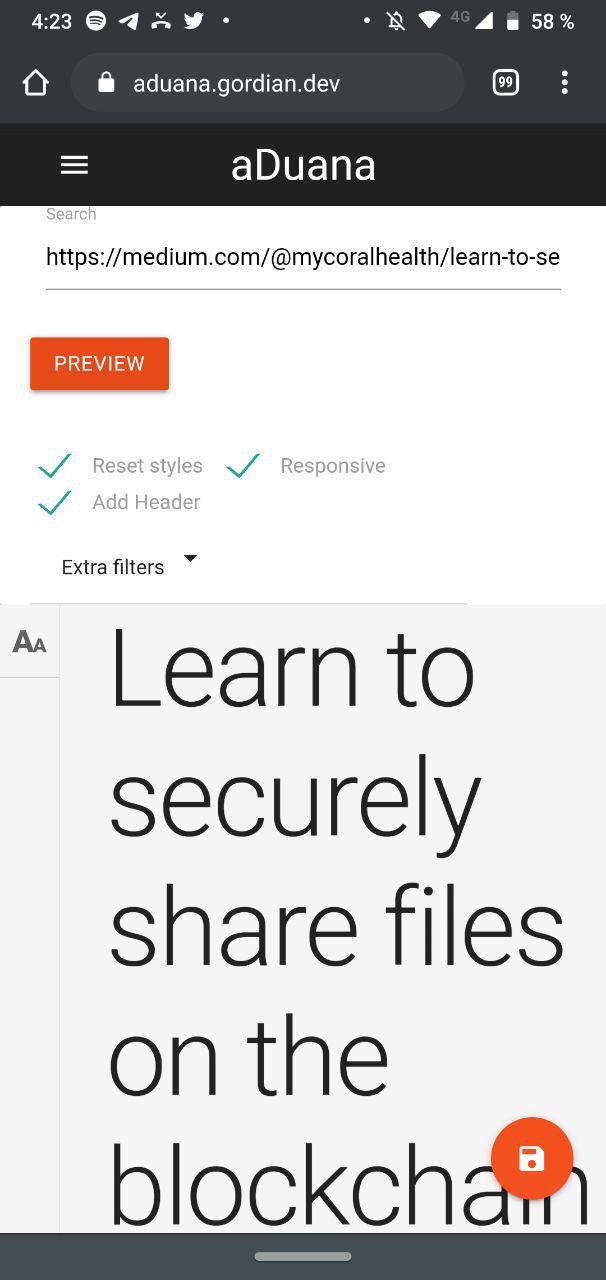 4:23 4G 58 %
aduana.gordian.dev 99
aDuana
Search
https://medium.com/@mycoralhealth/learn-to-se
PREVIEW
Reset styles Responsive
Add Header
Extra filters
AA
Learn to
securely
share files
on the
blockchain